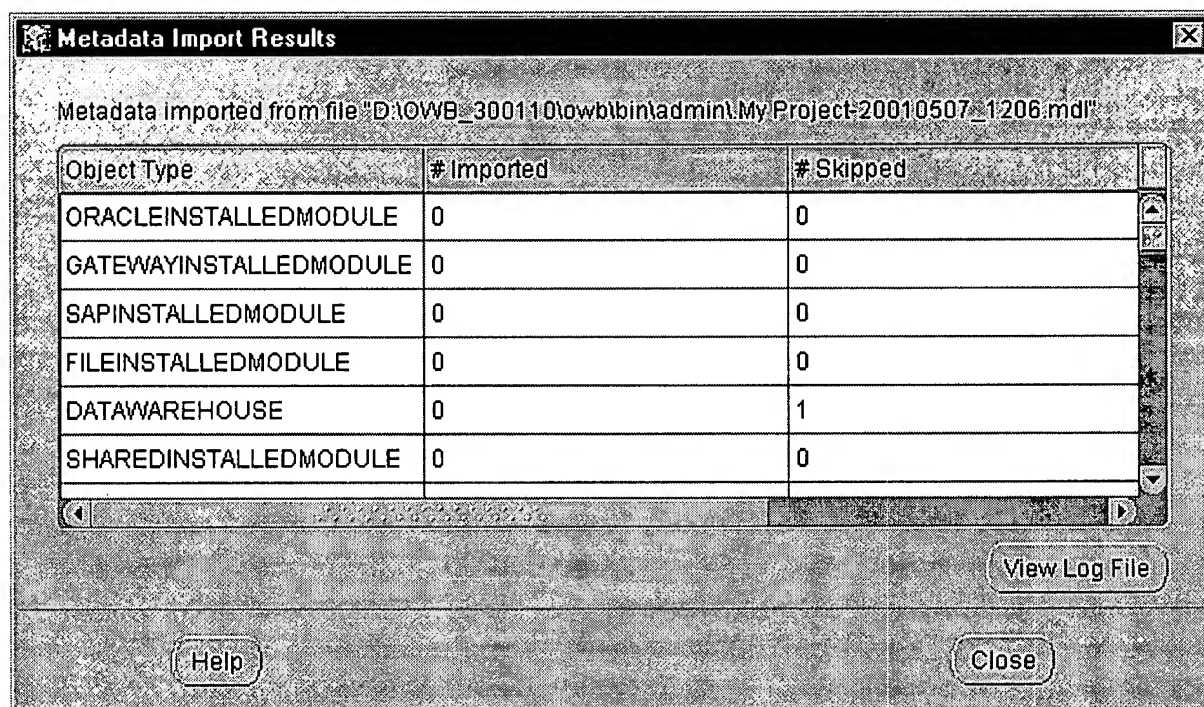 Metadata Import Results
Metadata imported from file "D:\OWB_300110\owb\bin\admin\.My Project-20010507_1206.mdl"
Object Type # Imported # Skipped
ORACLEINSTALLEDMODULE 0 0
GATEWAYINSTALLEDMODULE 0 0
SAPINSTALLEDMODULE 0 0
FILEINSTALLEDMODULE 0 0
DATAWAREHOUSE 0 1
SHAREDINSTALLEDMODULE 0 0
View Log File
Help Close